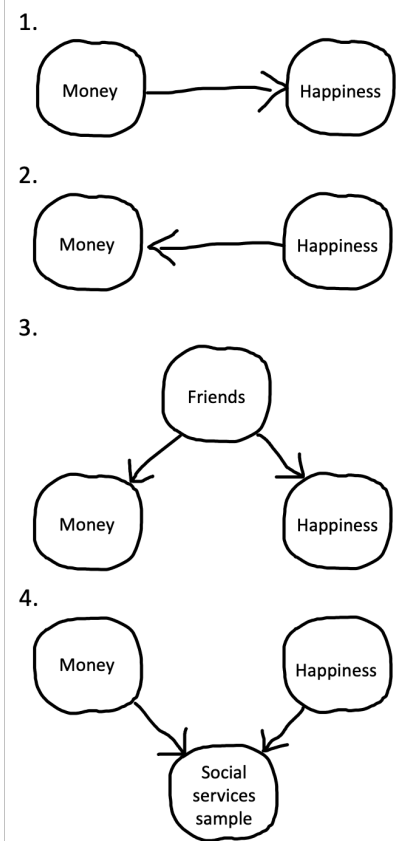 1.
Money
Happiness
2.
Money
Happiness
3.
Friends
Money
Happiness
4.
Money
Happiness
Social
services
sample